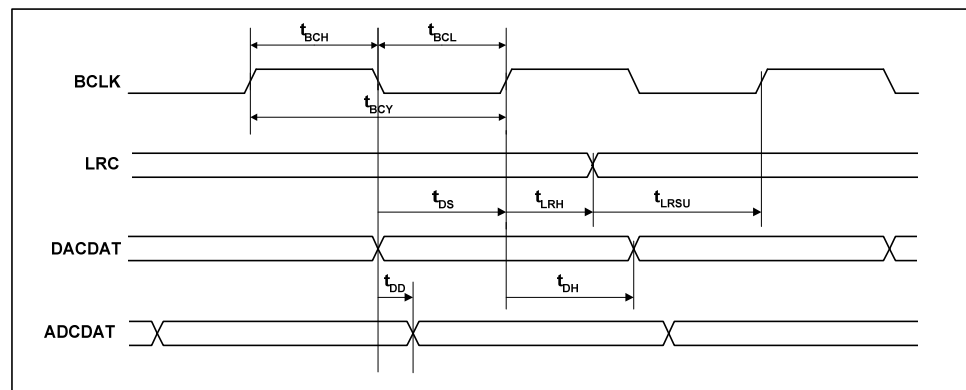 tBCH
tBCL
BCLK
tBCY
LRC
tDS
tLRH
tLRSU
DACDAT
tDD
tDH
ADCDAT